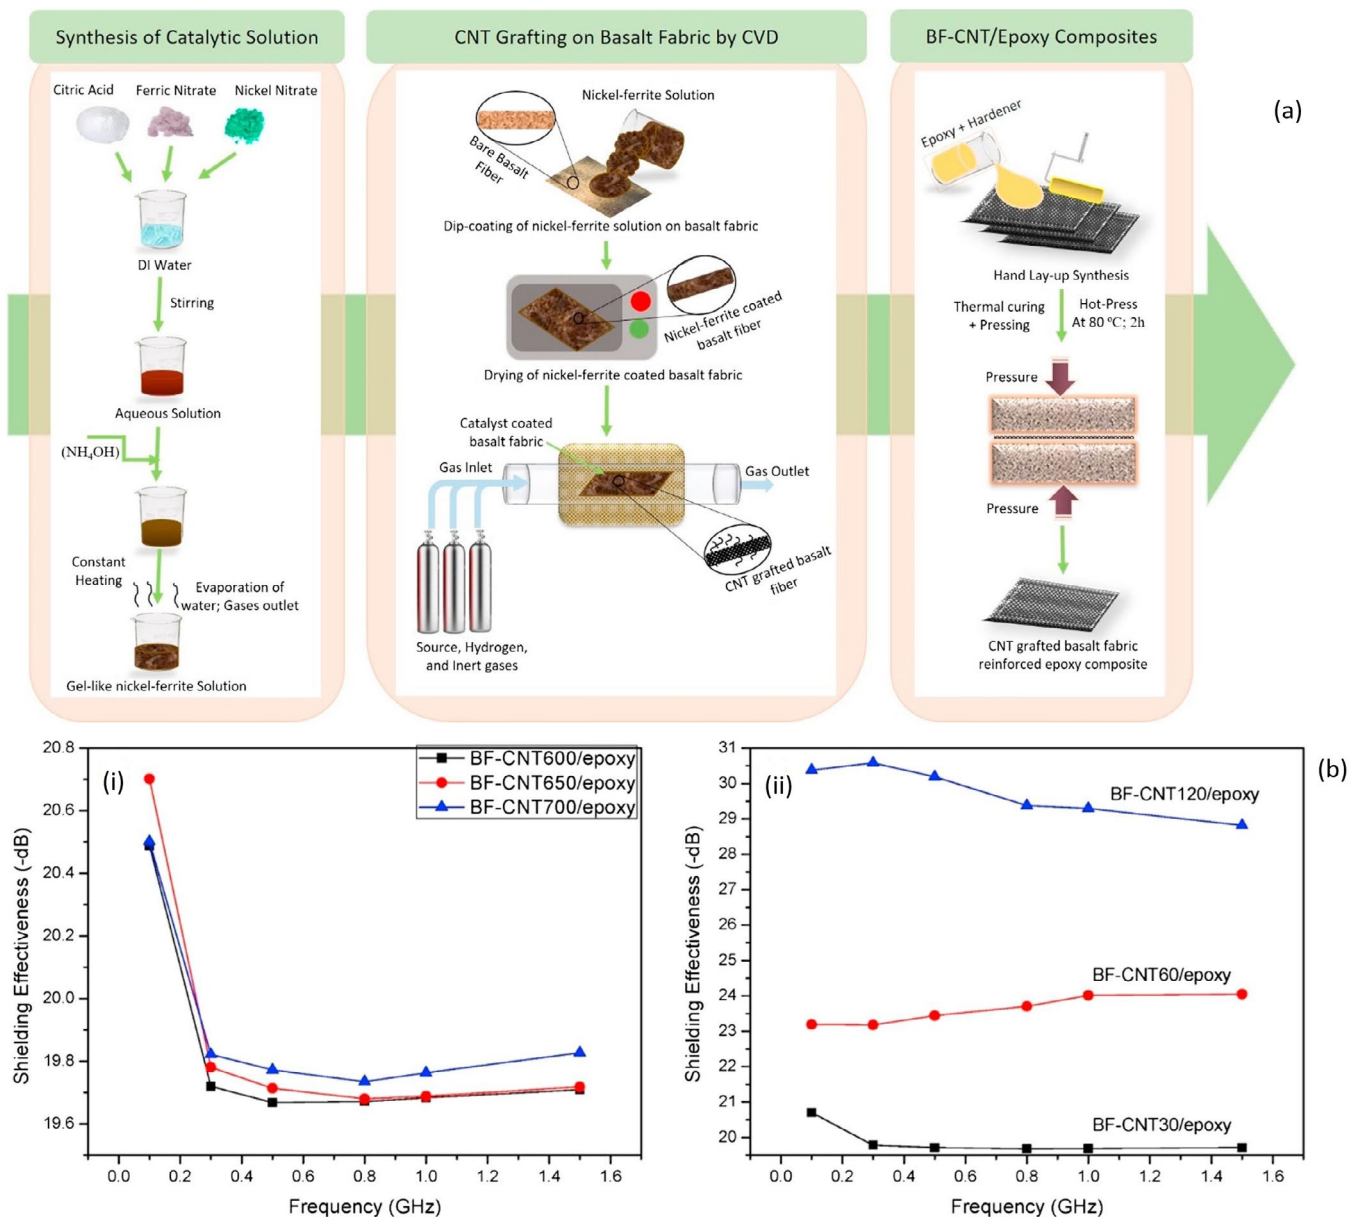 Synthesis of Catalytic Solution
CNT Grafting on Basalt Fabric by CVD
BF-CNT/Epoxy Composites
(a)
Citric Acid
Ferric Nitrate
Nickel Nitrate
DI Water
Stirring
Aqueous Solution
(NH₄OH)
Constant
Heating
Evaporation of
water; Gases outlet
Gel-like nickel-ferrite Solution
Nickel-ferrite Solution
Bare Basalt
Fiber
Dip-coating of nickel-ferrite solution on basalt fabric
Nickel-ferrite coated
basalt fiber
Drying of nickel-ferrite coated basalt fabric
Catalyst coated
basalt fabric
Gas Inlet
Gas Outlet
CNT grafted basalt
fiber
Source, Hydrogen,
and Inert gases
Epoxy + Hardener
Hand Lay-up Synthesis
Thermal curing
+ Pressing
Hot-Press
At 80 °C; 2h
Pressure
Pressure
CNT grafted basalt fabric
reinforced epoxy composite
(i)
BF-CNT600/epoxy
BF-CNT650/epoxy
BF-CNT700/epoxy
Shielding Effectiveness (-dB)
20.8
20.6
20.4
20.2
20.0
19.8
19.6
0.0 0.2 0.4 0.6 0.8 1.0 1.2 1.4 1.6
Frequency (GHz)
(ii)
(b)
BF-CNT120/epoxy
BF-CNT60/epoxy
BF-CNT30/epoxy
Shielding Effectiveness (-dB)
31
30
29
28
27
26
25
24
23
22
21
20
0.0 0.2 0.4 0.6 0.8 1.0 1.2 1.4 1.6
Frequency (GHz)